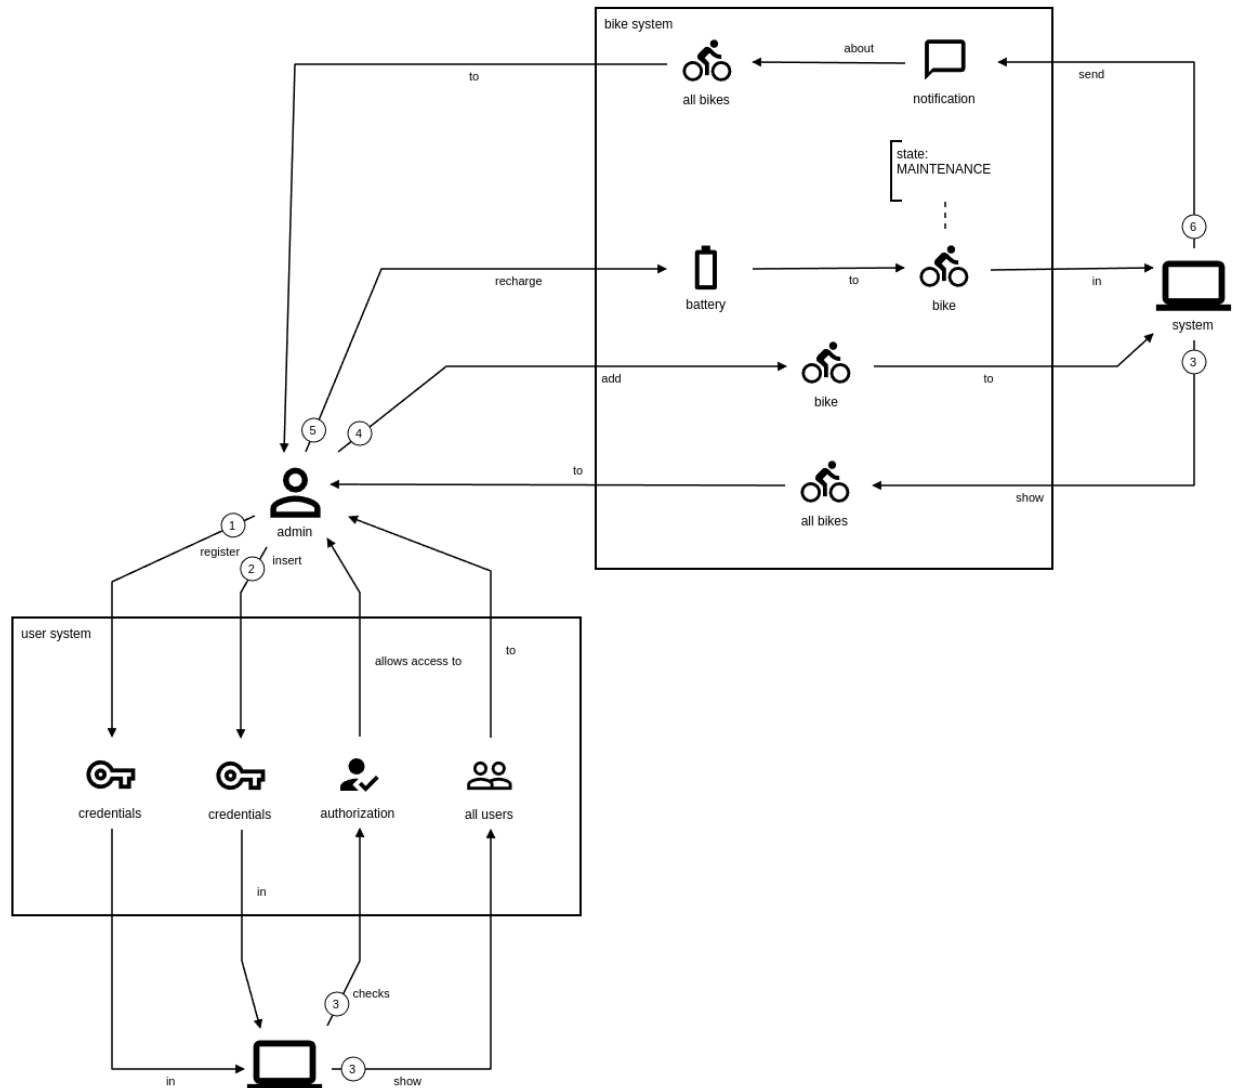 bike system
about
to
send
all bikes
notification
state:
MAINTENANCE
6
recharge
to
in
battery
bike
system
3
add
to
bike
5
4
to
show
all bikes
1
admin
register
insert
2
user system
to
allows access to
credentials
credentials
authorization
all users
in
checks
3
3
in
show